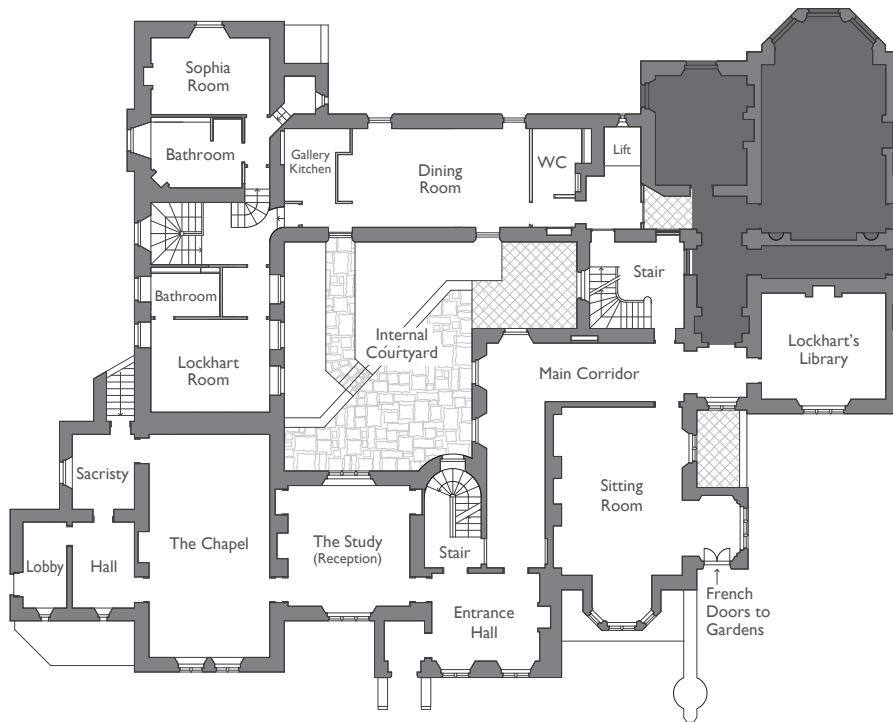 Sophia
Room
Bathroom
Gallery
Kitchen
Dining
Room
WC
Lift
Stair
Bathroom
Internal
Courtyard
Lockhart
Room
Main Corridor
Lockhart's
Library
Sacristy
Sitting
Room
The Chapel
The Study
(Reception)
Stair
Lobby
Hall
Entrance
Hall
French
Doors to
Gardens